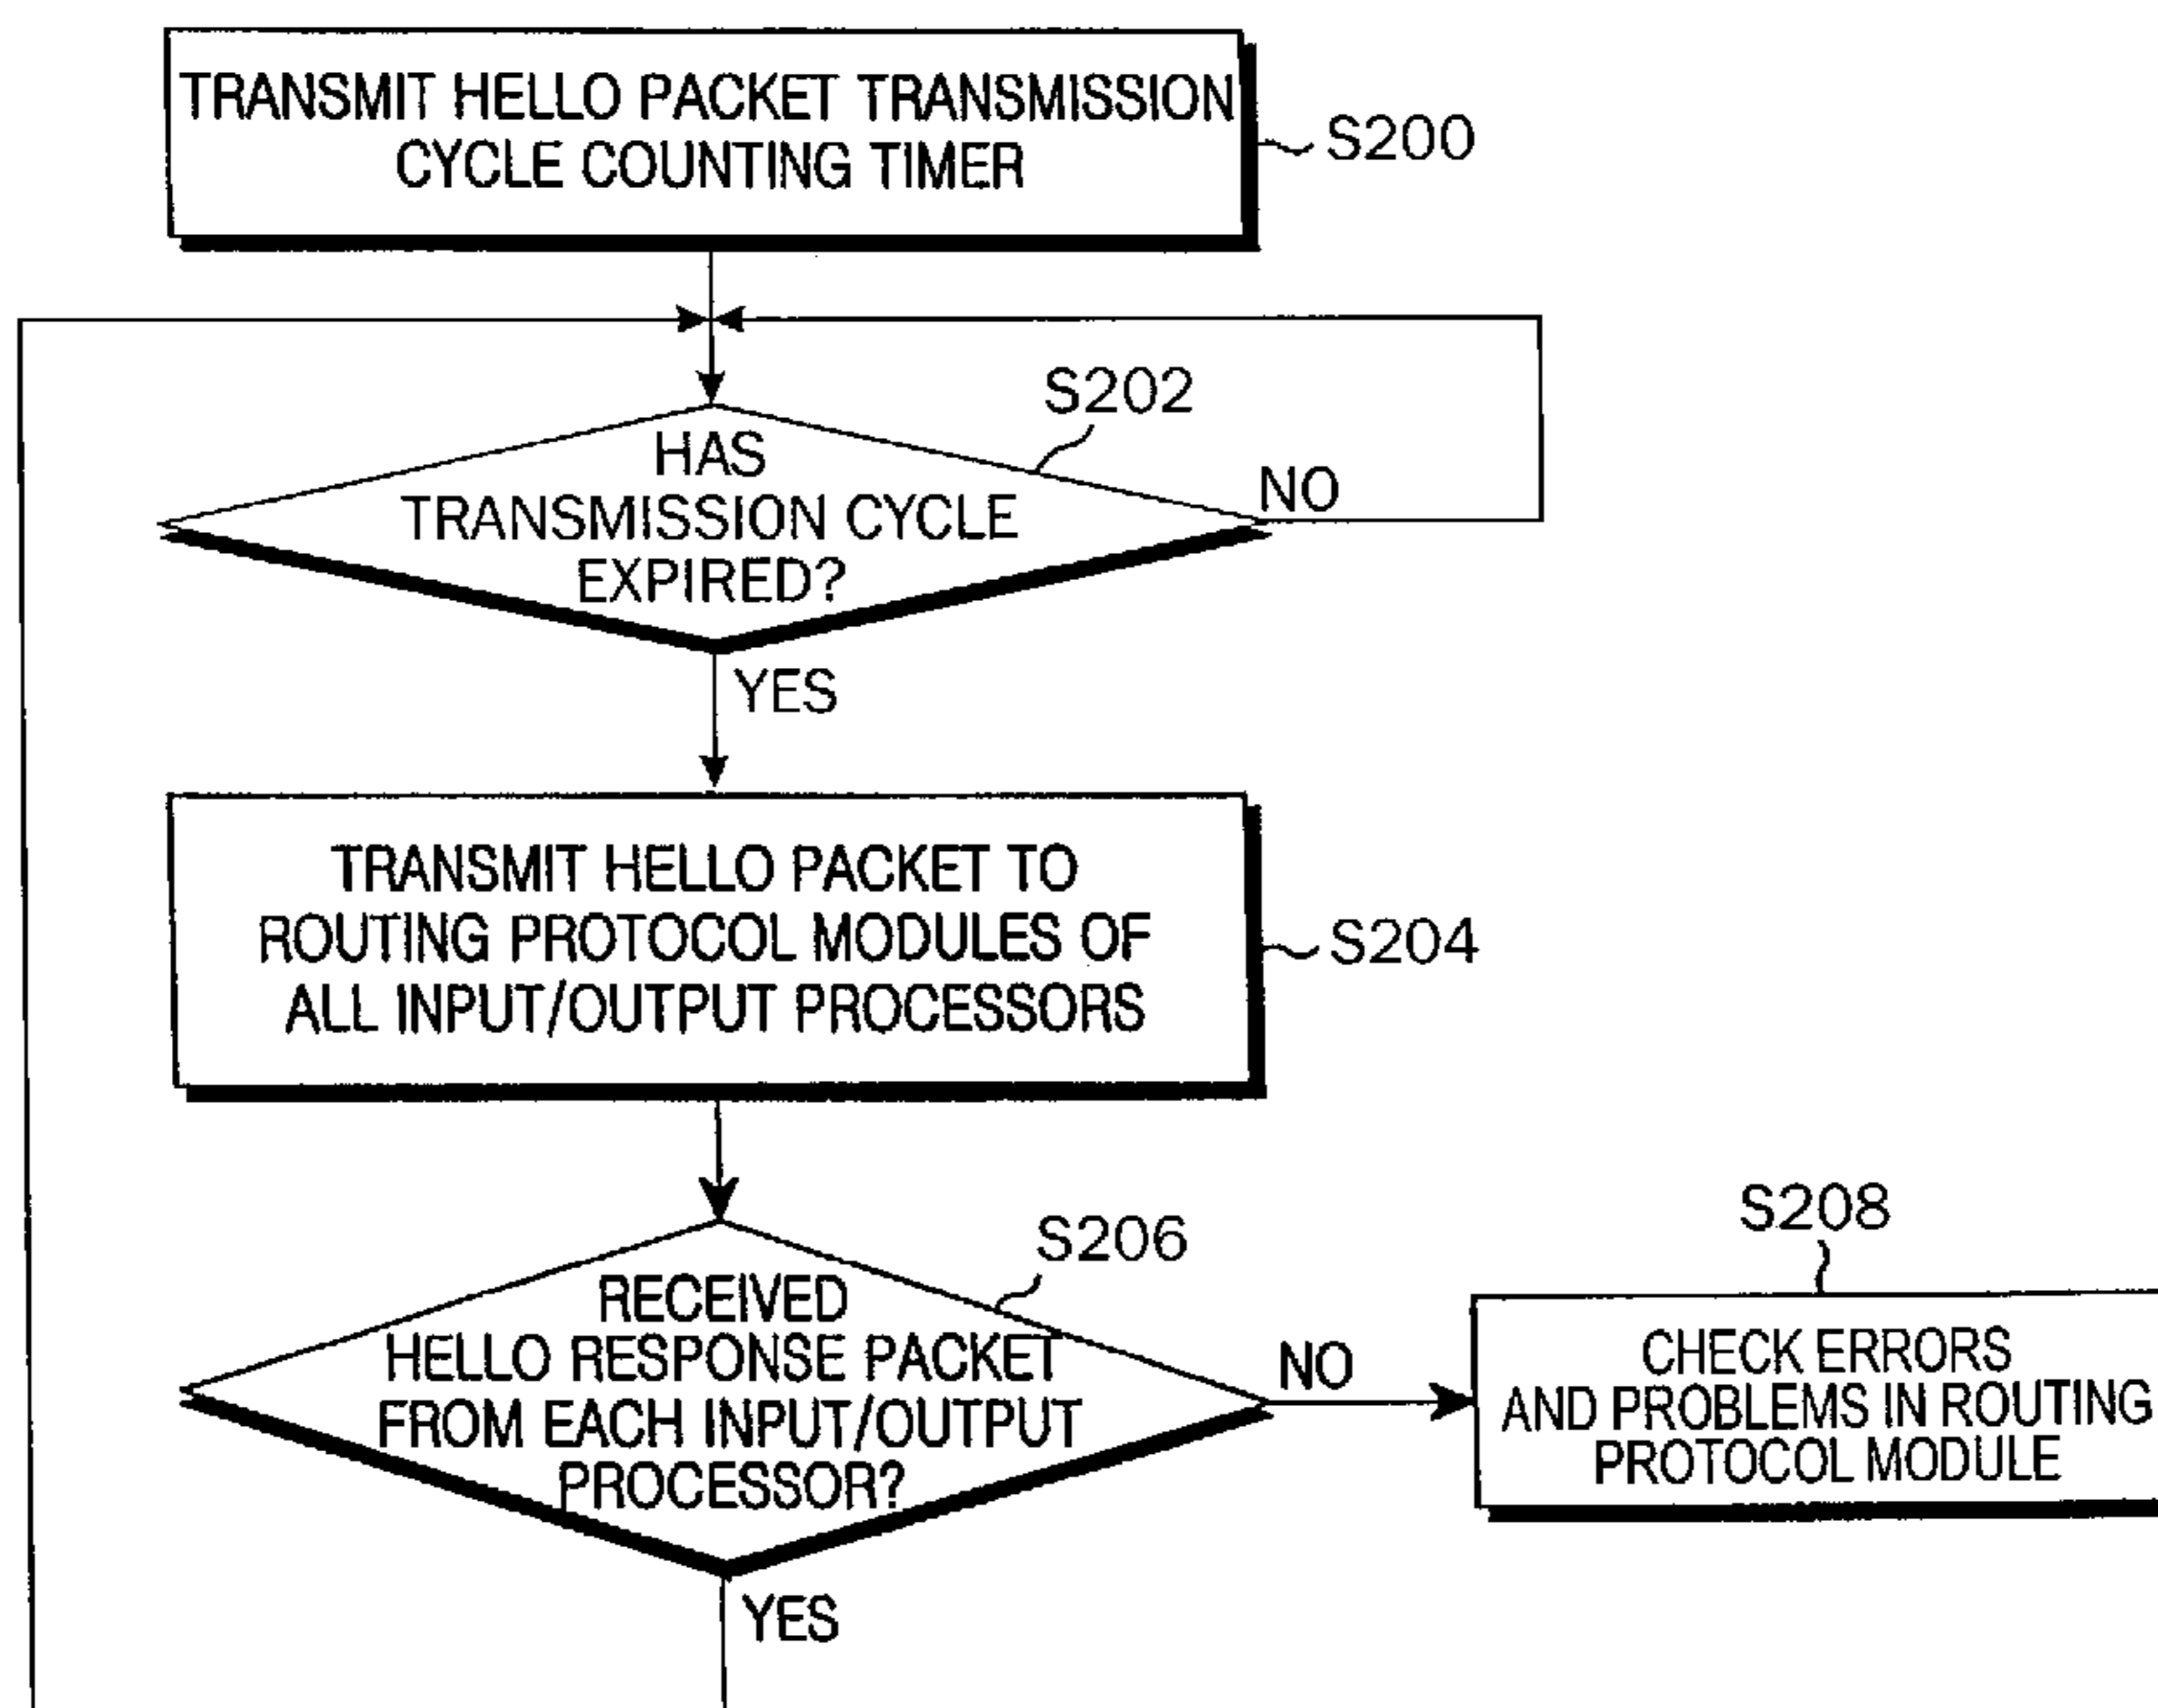 TRANSMIT HELLO PACKET TRANSMISSION
CYCLE COUNTING TIMER
S200
S202
HAS
TRANSMISSION CYCLE
EXPIRED?
NO
YES
TRANSMIT HELLO PACKET TO
ROUTING PROTOCOL MODULES OF
ALL INPUT/OUTPUT PROCESSORS
S204
S206
RECEIVED
HELLO RESPONSE PACKET
FROM EACH INPUT/OUTPUT
PROCESSOR?
NO
YES
S208
CHECK ERRORS
AND PROBLEMS IN ROUTING
PROTOCOL MODULE